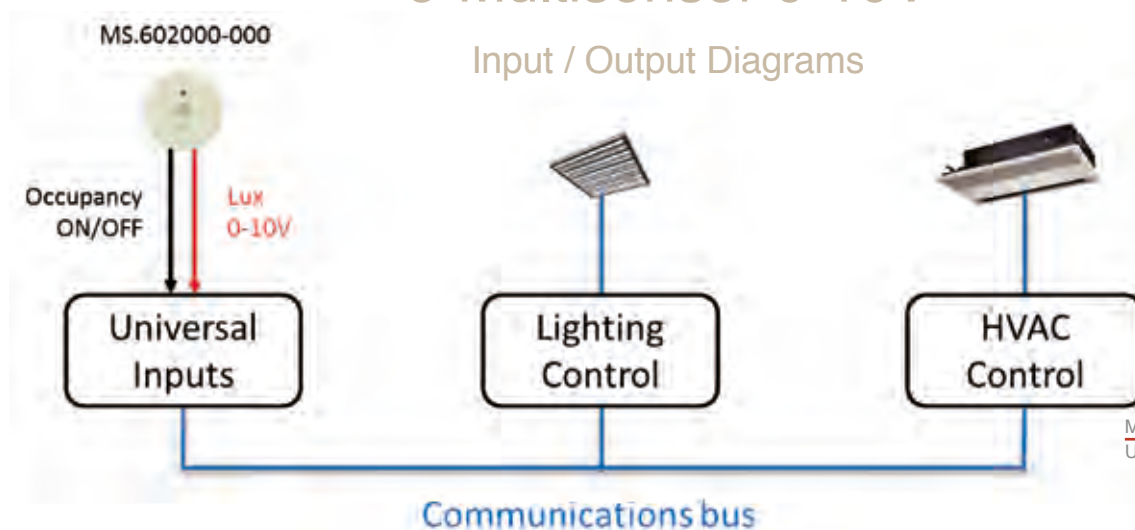 Input / Output Diagrams
MS.602000-000
Occupancy
ON/OFF
Lux
0-10V
Universal
Inputs
Lighting
Control
HVAC
Control
M
U
Communications bus